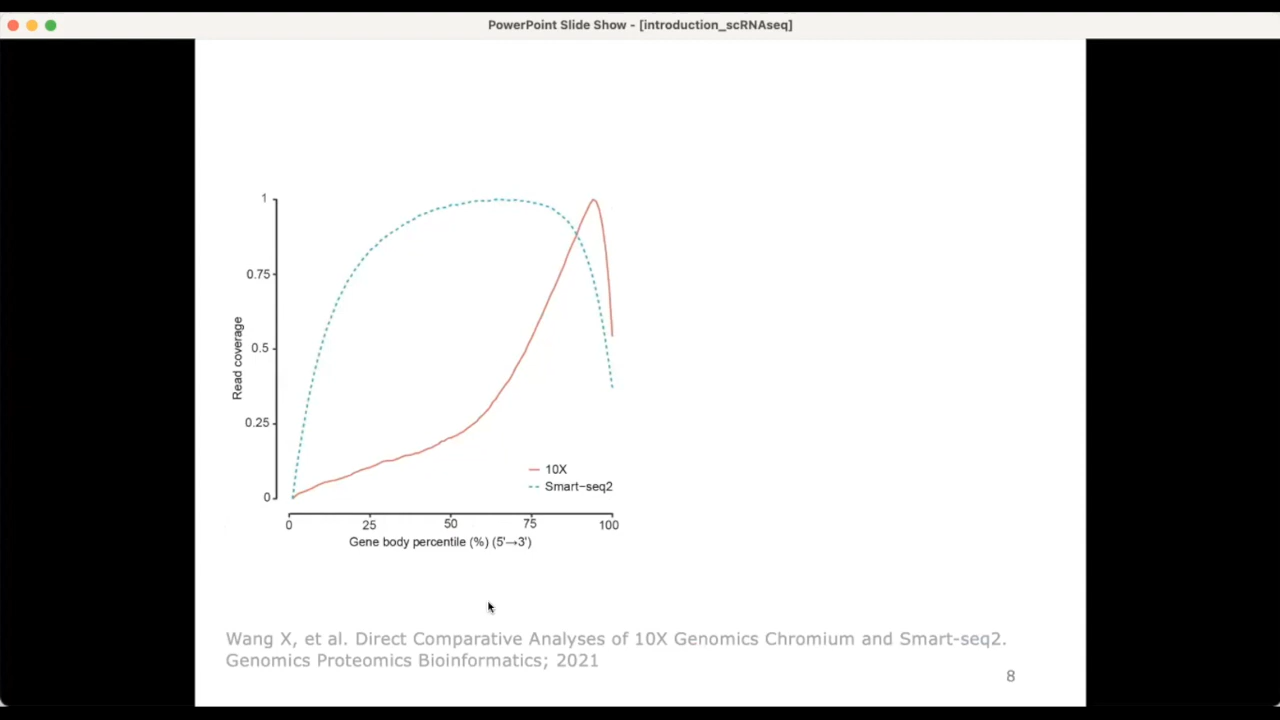 PowerPoint Slide Show - [introduction_scRNAseq]
1
0.75
0.5
0.25
0
Read coverage
10X
Smart−seq2
0 25 50 75 100
Gene body percentile (%) (5'→3')
Wang X, et al. Direct Comparative Analyses of 10X Genomics Chromium and Smart-seq2.
Genomics Proteomics Bioinformatics; 2021
8